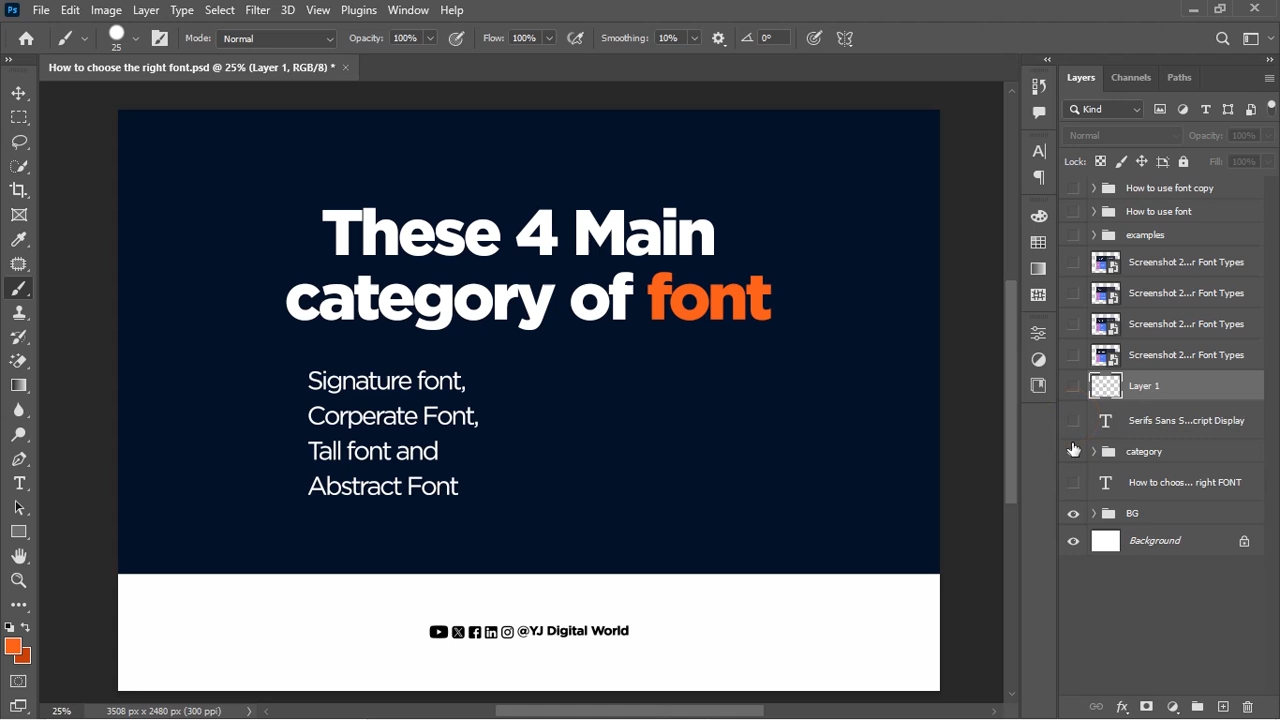 File Edit Image Layer Type Select Filter 3D View Plugins Window Help
25 Mode: Normal Opacity: 100% Flow: 100% Smoothing: 10% 0°
How to choose the right font.psd @ 25% (Layer 1, RGB/8) * ×
Layers Channels Paths
Kind
Normal Opacity: 100%
Lock: Fill: 100%
How to use font copy
How to use font
examples
Screenshot 2...r Font Types
Screenshot 2...r Font Types
Screenshot 2...r Font Types
Screenshot 2...r Font Types
Layer 1
Serifs Sans S...cript Display
category
How to choos... right FONT
BG
Background
These 4 Main
category of font
Signature font,
Corperate Font,
Tall font and
Abstract Font
@YJ Digital World
25% 3508 px x 2480 px (300 ppi)